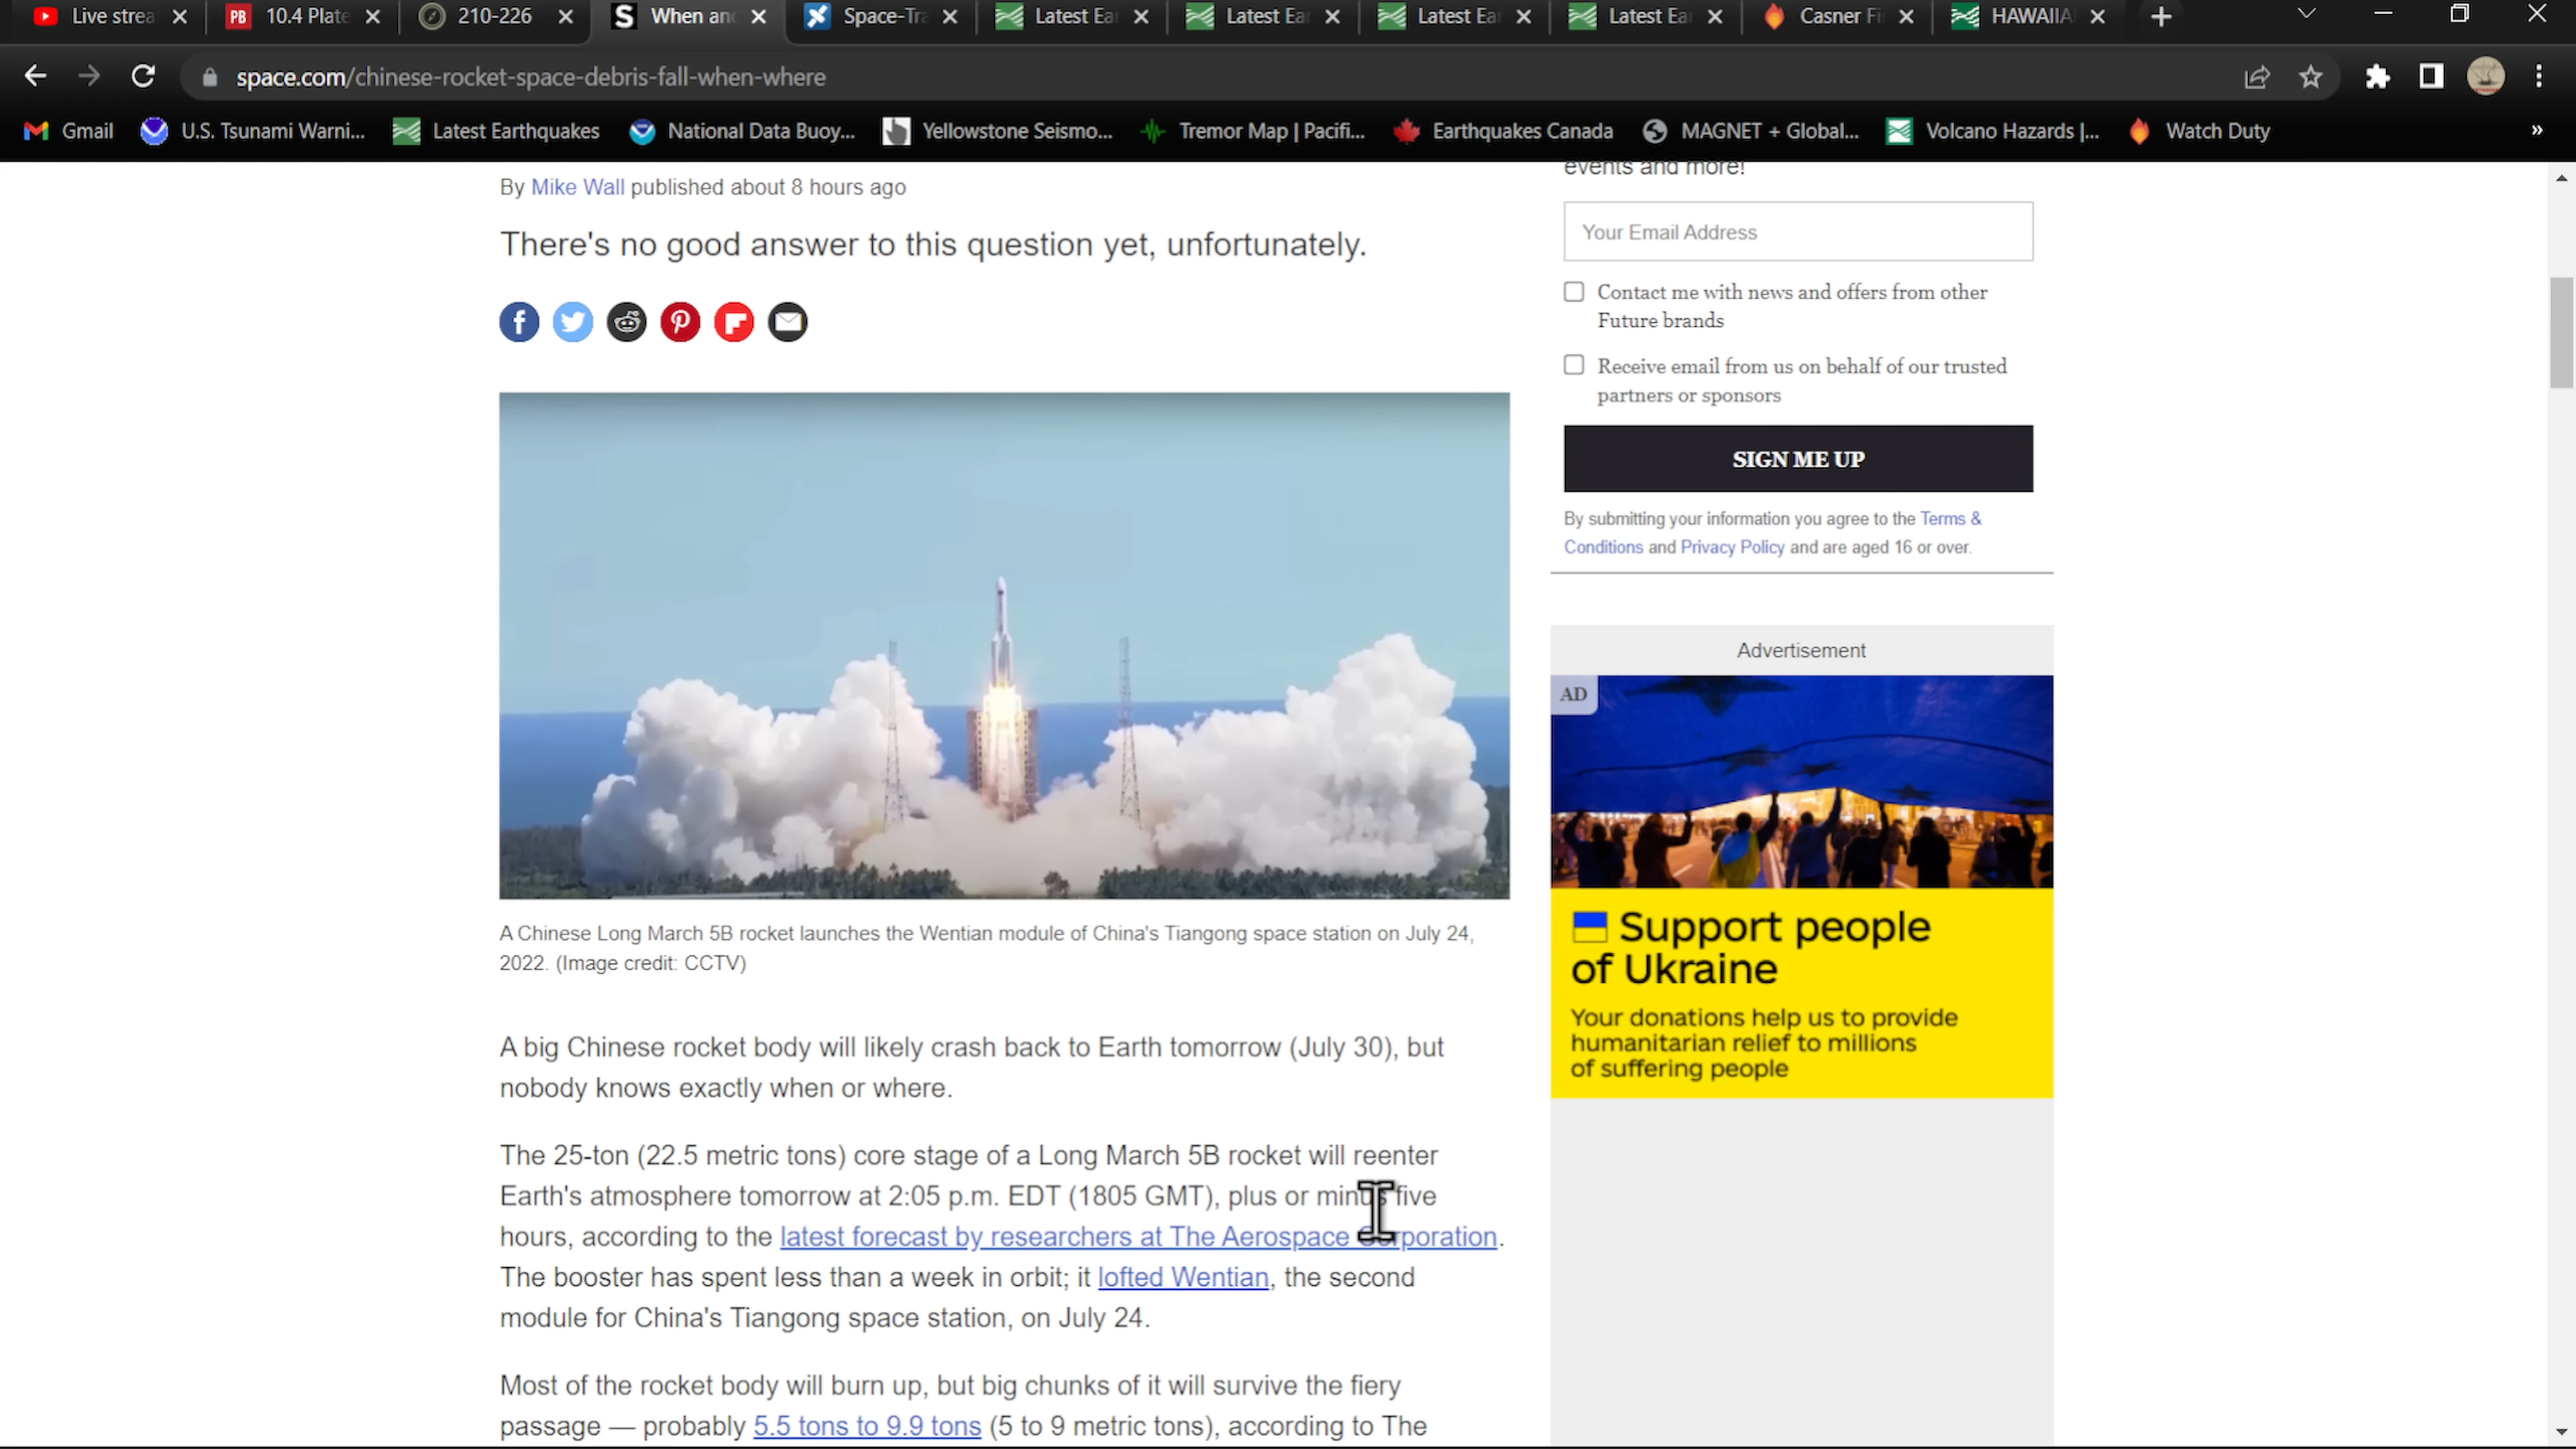 Live strea
10.4 Plate
210-226
When an
Space-Tra
Latest Ear
Latest Ear
Latest Ear
Latest Ear
Casner Fi
HAWAIIA
space.com/chinese-rocket-space-debris-fall-when-where
Gmail
U.S. Tsunami Warni...
Latest Earthquakes
National Data Buoy...
Yellowstone Seismo...
Tremor Map | Pacifi...
Earthquakes Canada
MAGNET + Global...
Volcano Hazards |...
Watch Duty
By Mike Wall published about 8 hours ago
There's no good answer to this question yet, unfortunately.
A Chinese Long March 5B rocket launches the Wentian module of China's Tiangong space station on July 24,
2022. (Image credit: CCTV)
A big Chinese rocket body will likely crash back to Earth tomorrow (July 30), but
nobody knows exactly when or where.
The 25-ton (22.5 metric tons) core stage of a Long March 5B rocket will reenter
Earth's atmosphere tomorrow at 2:05 p.m. EDT (1805 GMT), plus or minus five
hours, according to the latest forecast by researchers at The Aerospace Corporation.
The booster has spent less than a week in orbit; it lofted Wentian, the second
module for China's Tiangong space station, on July 24.
Most of the rocket body will burn up, but big chunks of it will survive the fiery
passage — probably 5.5 tons to 9.9 tons (5 to 9 metric tons), according to The
events and more!
Your Email Address
Contact me with news and offers from other
Future brands
Receive email from us on behalf of our trusted
partners or sponsors
SIGN ME UP
By submitting your information you agree to the Terms &
Conditions and Privacy Policy and are aged 16 or over.
Advertisement
AD
Support people
of Ukraine
Your donations help us to provide
humanitarian relief to millions
of suffering people